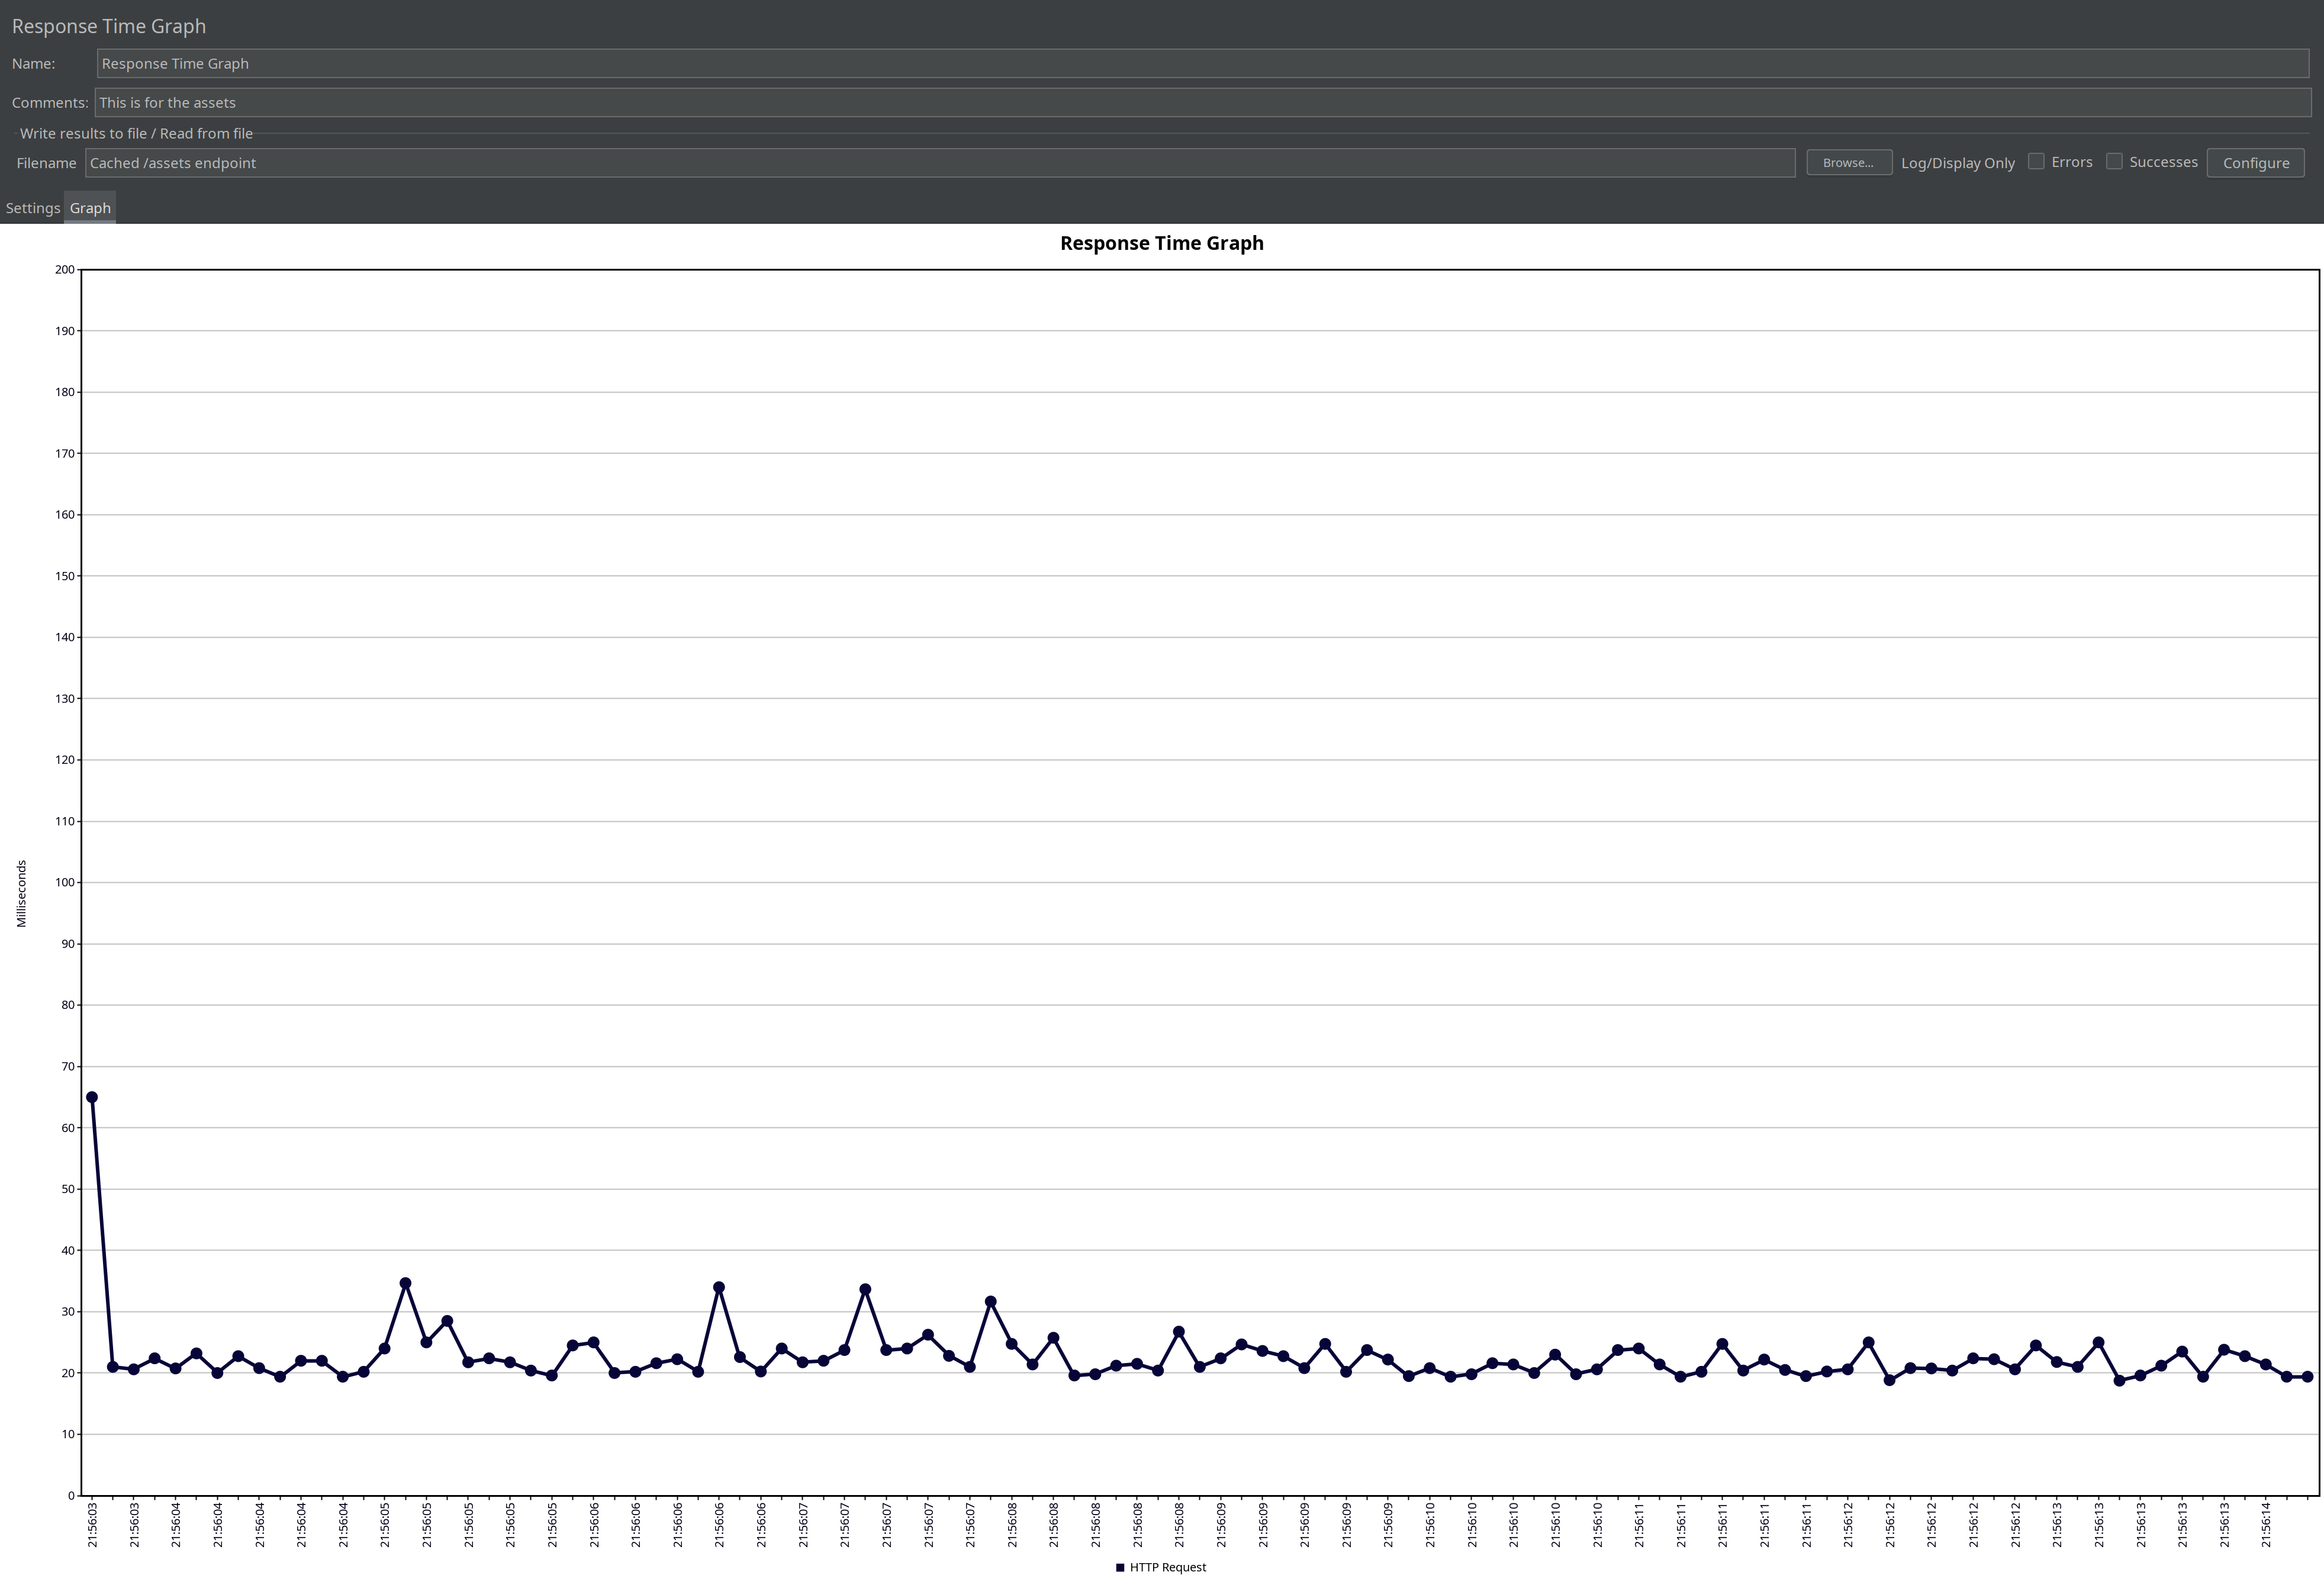 Response Time Graph
Name: Response Time Graph
Comments: This is for the assets
Write results to file / Read from file
Filename Cached /assets endpoint Browse... Log/Display Only Errors Successes Configure
Settings Graph
Response Time Graph
200
190
180
170
160
150
140
130
120
110
100
90
80
70
60
50
40
30
20
10
0
Milliseconds
21:56:03 21:56:03 21:56:04 21:56:04 21:56:04 21:56:04 21:56:04 21:56:05 21:56:05 21:56:05 21:56:05 21:56:05 21:56:06 21:56:06 21:56:06 21:56:06 21:56:06 21:56:07 21:56:07 21:56:07 21:56:07 21:56:07 21:56:08 21:56:08 21:56:08 21:56:08 21:56:08 21:56:09 21:56:09 21:56:09 21:56:09 21:56:09 21:56:10 21:56:10 21:56:10 21:56:10 21:56:10 21:56:11 21:56:11 21:56:11 21:56:11 21:56:11 21:56:12 21:56:12 21:56:12 21:56:12 21:56:12 21:56:13 21:56:13 21:56:13 21:56:13 21:56:13 21:56:14
HTTP Request